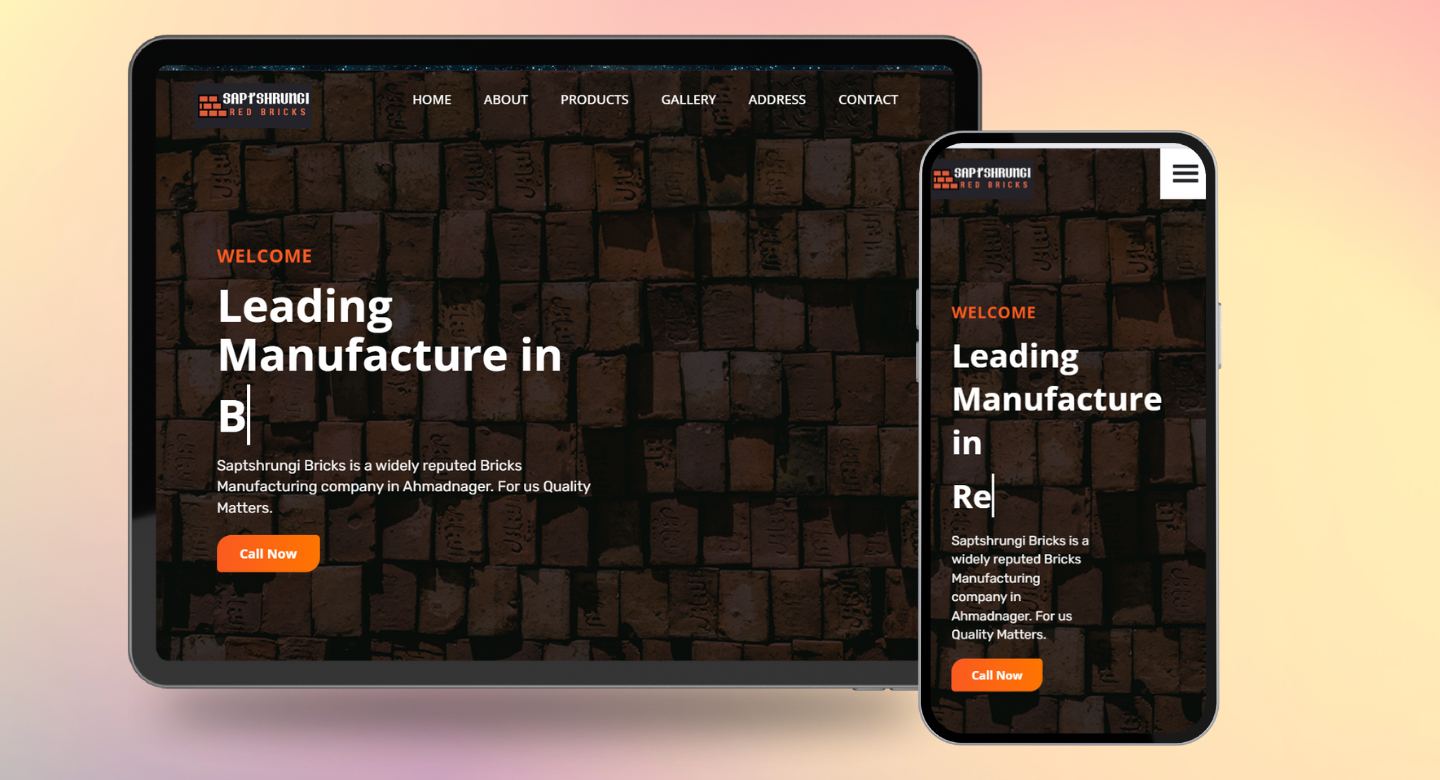 SAPTSHRUNGI
RED BRICKS
HOME ABOUT PRODUCTS GALLERY ADDRESS CONTACT
WELCOME
Leading
Manufacture in
B
Saptshrungi Bricks is a widely reputed Bricks
Manufacturing company in Ahmadnager. For us Quality
Matters.
Call Now
SAPTSHRUNGI
RED BRICKS
WELCOME
Leading
Manufacture
in
Re
Saptshrungi Bricks is a
widely reputed Bricks
Manufacturing
company in
Ahmadnager. For us
Quality Matters.
Call Now